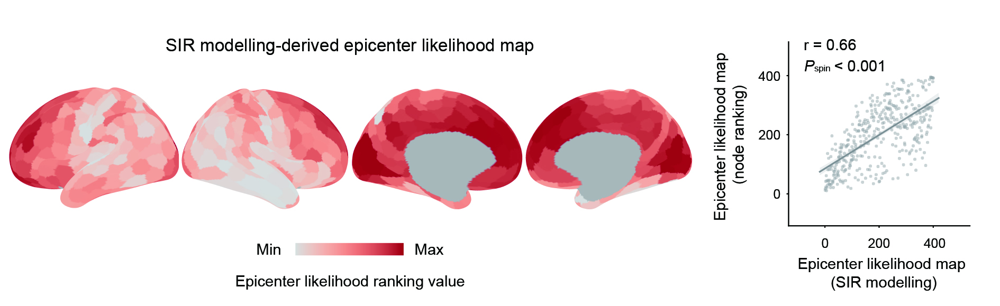 SIR modelling-derived epicenter likelihood map
Min
Max
Epicenter likelihood ranking value
r = 0.66
Pspin < 0.001
Epicenter likelihood map
(node ranking)
400
200
0
0
200
400
Epicenter likelihood map
(SIR modelling)